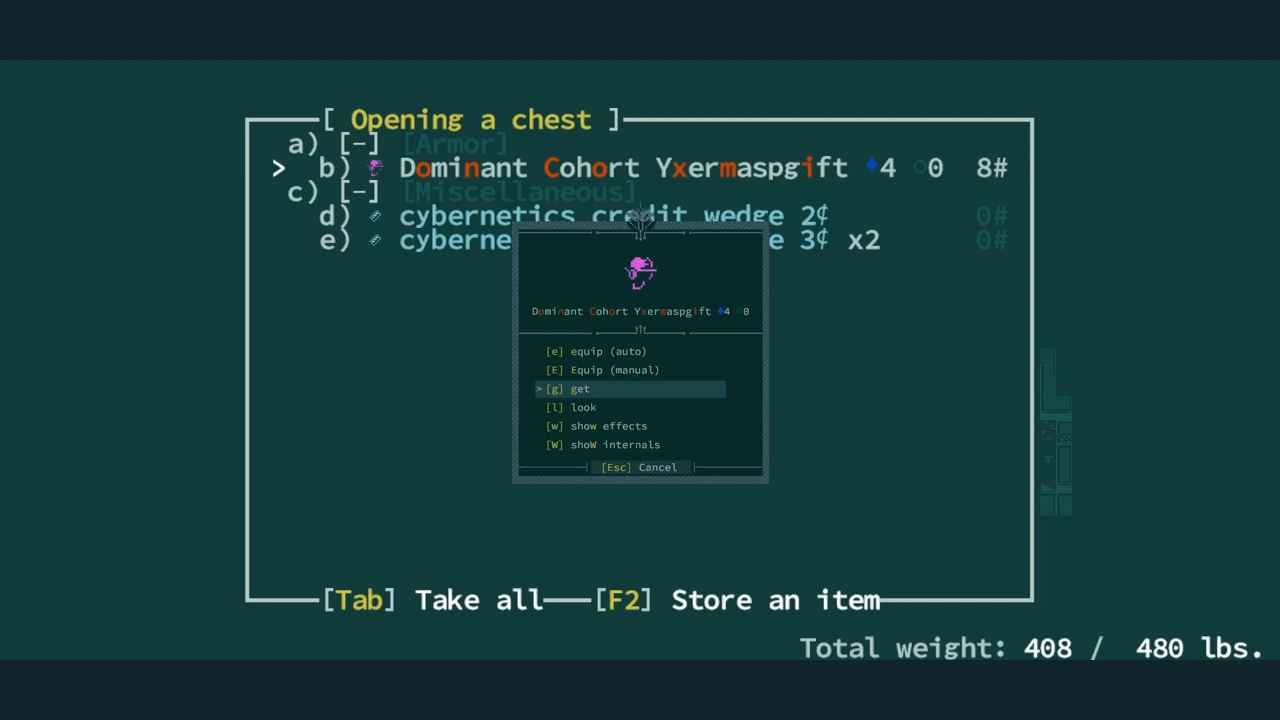 [ Opening a chest ]
a) [-] [Armor]
> b) Dominant Cohort Yxermaspgift ♦4 ○0 8#
c) [-] [Miscellaneous]
d) cybernetics credit wedge 2¢ 0#
e) cyberne e 3¢ x2 0#
Dominant Cohort Yxermaspgift ♦4 ○0
[e] equip (auto)
[E] Equip (manual)
> [g] get
[l] look
[w] show effects
[W] shoW internals
[Esc] Cancel
[Tab] Take all [F2] Store an item
Total weight: 408 / 480 lbs.